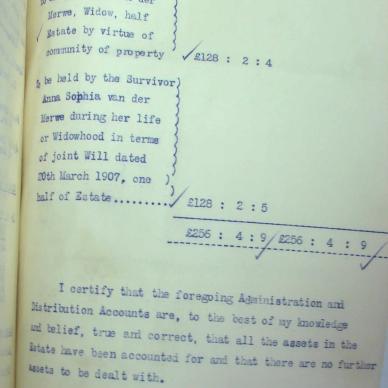 der
Merwe, Widow, half
Estate by virtue of
community of property £128 : 2 : 4
To be held by the Survivor)
Anna Sophia van der
Merwe during her life
or Widowhood in terms
of joint Will dated
20th March 1907, one )
half of Estate.......... £128 : 2 : 5
£256 : 4 : 9 £256 : 4 : 9
I certify that the foregoing Administration and
Distribution Accounts are, to the best of my knowledge
and belief, true and correct, that all the assets in the
Estate have been accounted for and that there are no further
Assets to be dealt with.